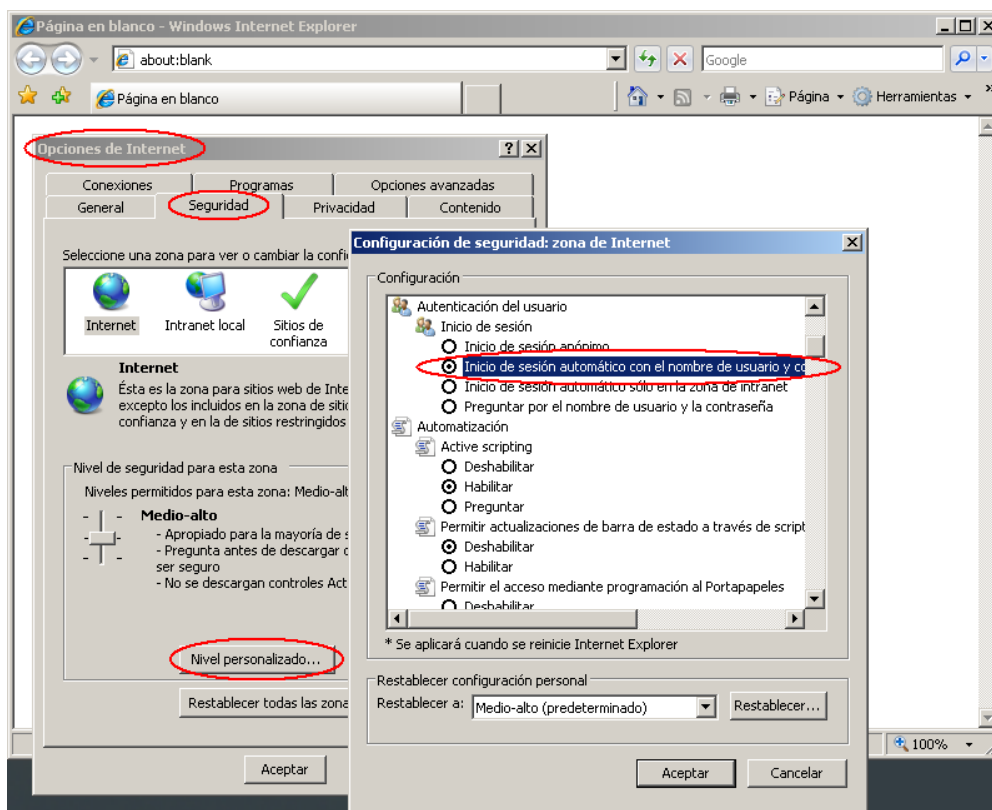 Página en blanco - Windows Internet Explorer
about:blank
Google
Página en blanco
Página
Herramientas
Opciones de Internet
Conexiones
Programas
Opciones avanzadas
General
Seguridad
Privacidad
Contenido
Seleccione una zona para ver o cambiar la confi
Internet
Intranet local
Sitios de
confianza
Internet
Ésta es la zona para sitios web de Inte
excepto los incluidos en la zona de sitio
confianza y en la de sitios restringidos
Nivel de seguridad para esta zona
Niveles permitidos para esta zona: Medio-alt
Medio-alto
- Apropiado para la mayoría de s
- Pregunta antes de descargar c
ser seguro
- No se descargan controles Act
Nivel personalizado...
Restablecer todas las zona
Aceptar
Configuración de seguridad: zona de Internet
Configuración
Autenticación del usuario
Inicio de sesión
Inicio de sesión anónimo
Inicio de sesión automático con el nombre de usuario y co
Inicio de sesión automático sólo en la zona de intranet
Preguntar por el nombre de usuario y la contraseña
Automatización
Active scripting
Deshabilitar
Habilitar
Preguntar
Permitir actualizaciones de barra de estado a través de script
Deshabilitar
Habilitar
Permitir el acceso mediante programación al Portapapeles
Deshabilitar
* Se aplicará cuando se reinicie Internet Explorer
Restablecer configuración personal
Restablecer a:
Medio-alto (predeterminado)
Restablecer...
Aceptar
Cancelar
100%